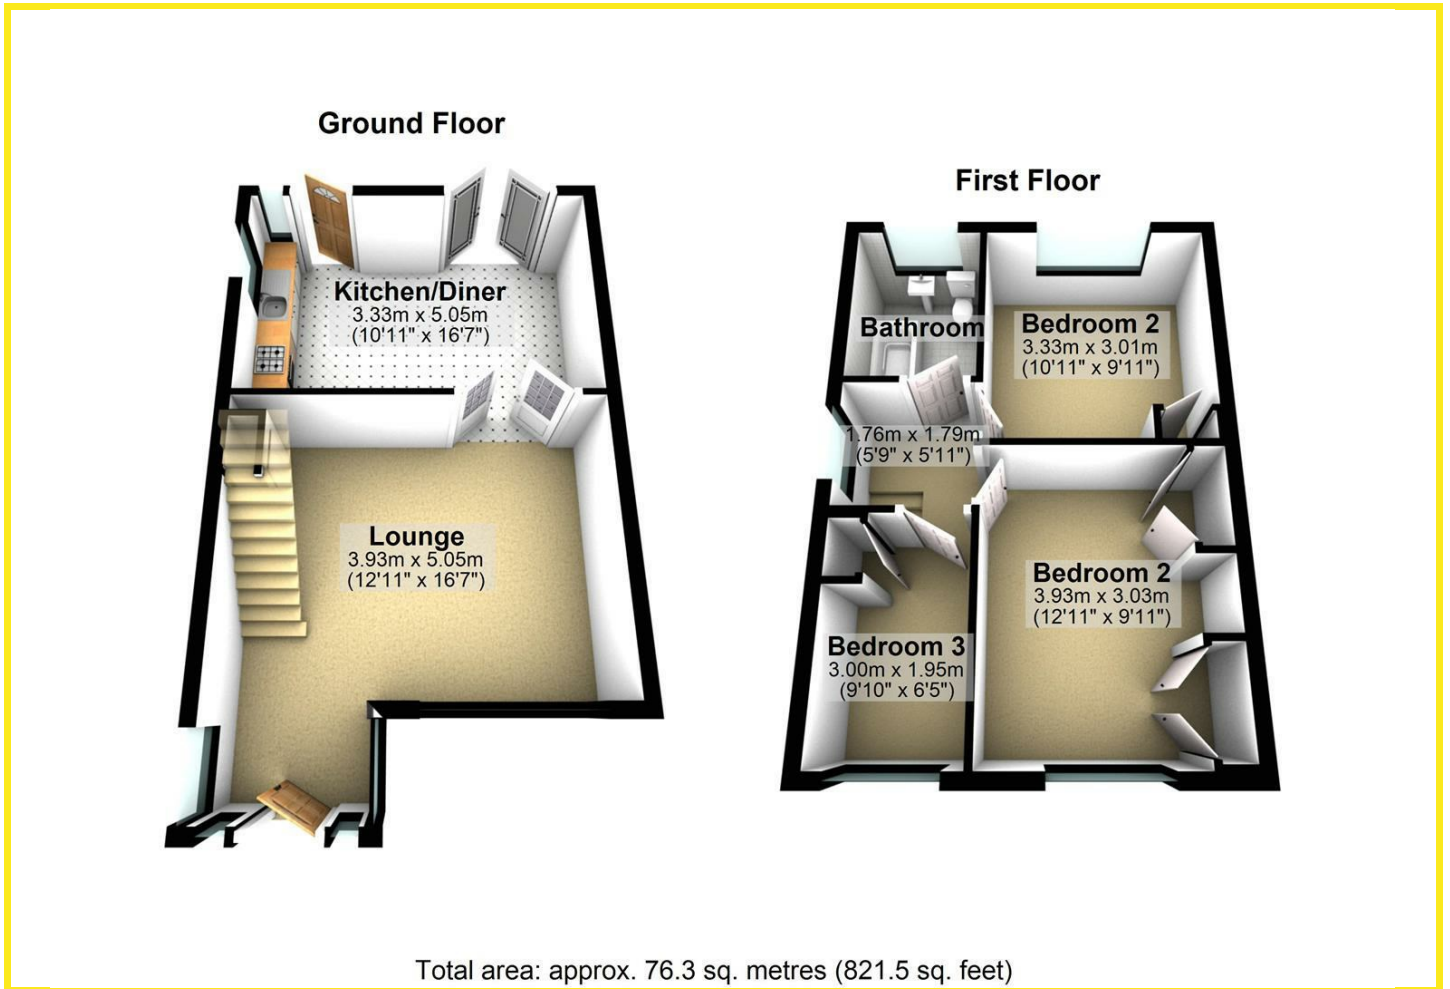 Ground Floor
Kitchen/Diner
3.33m x 5.05m
(10'11" x 16'7")
Lounge
3.93m x 5.05m
(12'11" x 16'7")
First Floor
Bathroom
Bedroom 2
3.33m x 3.01m
(10'11" x 9'11")
1.76m x 1.79m
(5'9" x 5'11")
Bedroom 2
3.93m x 3.03m
(12'11" x 9'11")
Bedroom 3
3.00m x 1.95m
(9'10" x 6'5")
Total area: approx. 76.3 sq. metres (821.5 sq. feet)